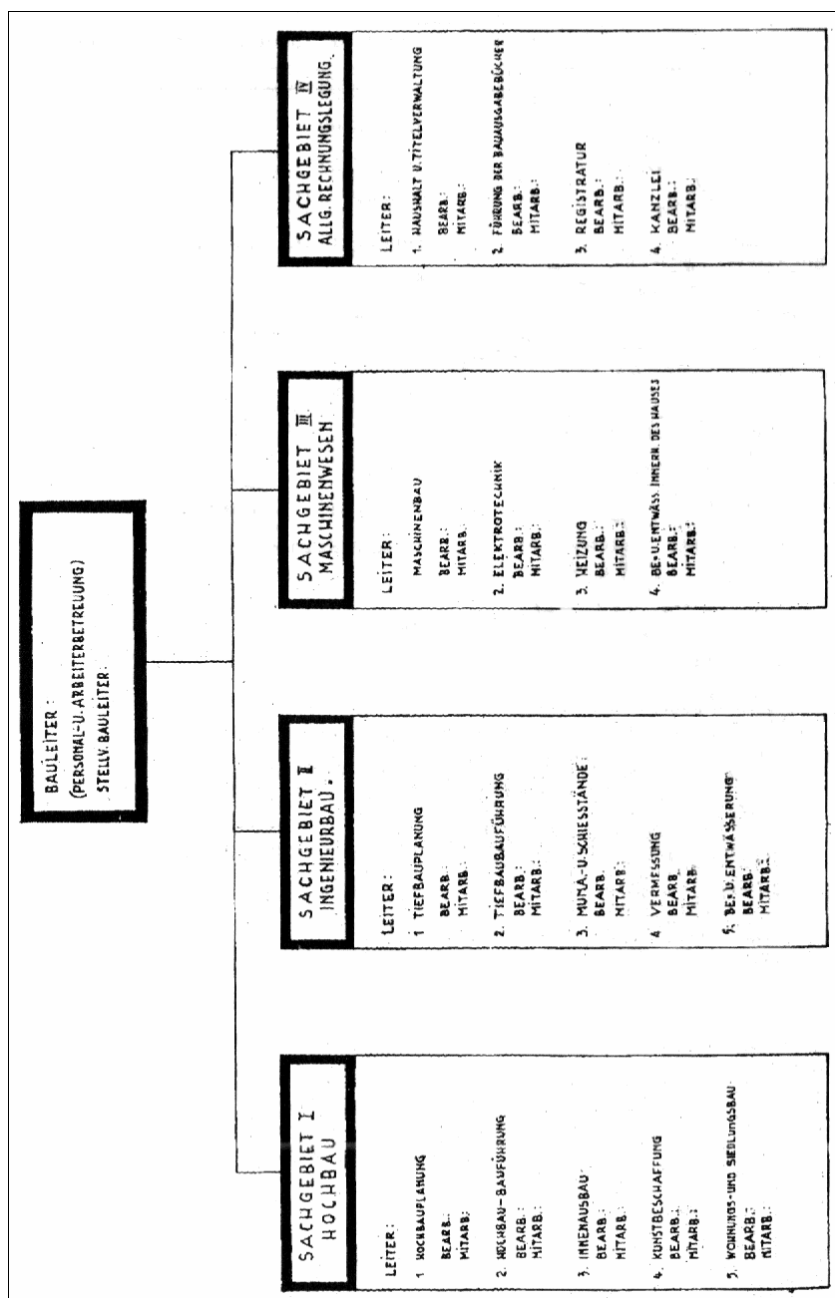 BAULEITER:
(PERSONAL-U. ARBEITERBETREUUNG)
STELLV. BAULEITER:
SACHGEBIET I
HOCHBAU
LEITER:
1 HOCHBAUPLANUNG
BEARB.:
MITARB.:
2. HOCHBAU-BAUFÜHRUNG
BEARB.:
MITARB.:
3. INNENAUSBAU
BEARB.:
MITARB.:
4. KUNSTBESCHAFFUNG
BEARB.:
MITARB.:
5. WOHNUNGS-UND SIEDLUNGSBAU
BEARB.:
MITARB.:
SACHGEBIET II
INGENIEURBAU.
LEITER:
1 TIEFBAUPLANUNG
BEARB.:
MITARB.:
2. TIEFBAUBAUFÜHRUNG
BEARB.:
MITARB.:
3. MUNA.-U. SCHIESSTÄNDE:
BEARB.
MITARB.:
4 VERMESSUNG
BEARB.
MITARB.
5. BE-U. ENTWÄSSERUNG
BEARB.:
MITARB.:
SACHGEBIET III
MASCHINENWESEN
LEITER:
MASCHINENBAU
BEARB.:
MITARB.:
2. ELEKTROTECHNIK
BEARB.:
MITARB.:
3. HEIZUNG
BEARB.:
MITARB.:
4. BE-U. ENTWÄSS. INNERH. DES HAUSES
BEARB.:
MITARB.:
SACHGEBIET IV
ALLG. RECHNUNGSLEGUNG.
LEITER:
1. HAUSHALT U. TITELVERWALTUNG
BEARB.:
MITARB.:
2. FÜHRUNG DER BAUAUSGABEBÜCHER
BEARB.:
MITARB.:
3. REGISTRATUR
BEARB.:
MITARB.:
4. KANZLEI
BEARB.:
MITARB.: